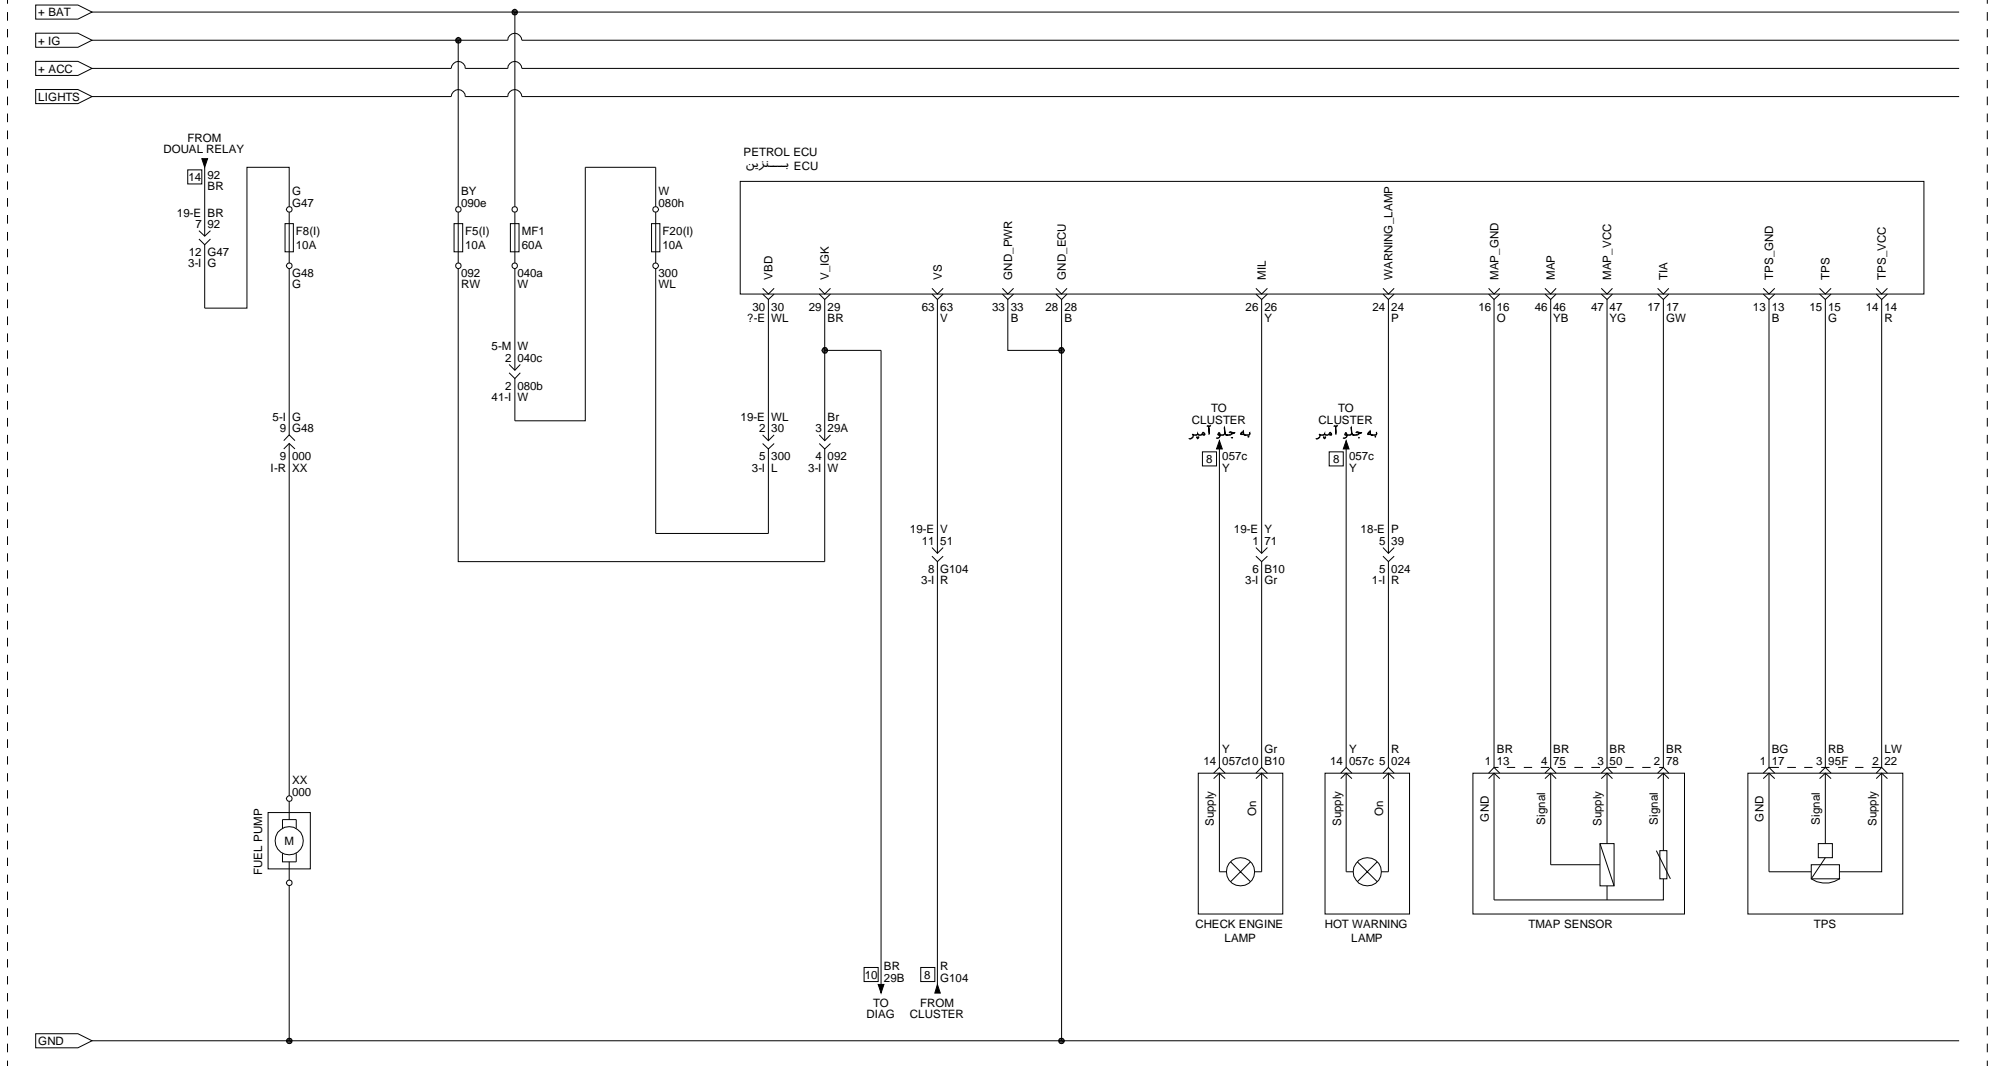 + BAT
+ IG
+ ACC
LIGHTS
FROM
DOUAL RELAY
14 92
BR
19-E BR
7 92
12 G47
3-I G
G
G47
F8(I)
10A
G48
G
5-I G
9 G48
9 000
I-R XX
XX
000
FUEL PUMP
M
BY
090e
F5(I)
10A
092
RW
MF1
60A
040a
W
5-M W
2 040c
2 080b
41-I W
W
080h
F20(I)
10A
300
WL
PETROL ECU
ECU بـــنزین
VBD
30 30
?-E WL
19-E WL
2 30
5 300
3-I L
V_IGK
29 29
BR
Br
3 29A
4 092
3-I W
10 BR
29B
TO
DIAG
VS
63 63
V
19-E V
11 51
8 G104
3-I R
8 R
G104
FROM
CLUSTER
GND_PWR
33 33
B
GND_ECU
28 28
B
MIL
26 26
Y
TO
CLUSTER
به جلو آمپر
8 057c
Y
19-E Y
1 71
6 B10
3-I Gr
Y
14 057c
Gr
10 B10
Supply
On
CHECK ENGINE
LAMP
WARNING_LAMP
24 24
P
TO
CLUSTER
به جلو آمپر
8 057c
Y
18-E P
5 39
5 024
1-I R
Y
14 057c
R
5 024
Supply
On
HOT WARNING
LAMP
MAP_GND
16 16
O
MAP
46 46
YB
MAP_VCC
47 47
YG
TIA
17 17
GW
BR
1 13
BR
4 75
BR
3 50
BR
2 78
GND
Signal
Supply
Signal
TMAP SENSOR
TPS_GND
13 13
B
TPS
15 15
G
TPS_VCC
14 14
R
BG
1 17
RB
3 95F
LW
2 22
GND
Signal
Supply
TPS
GND